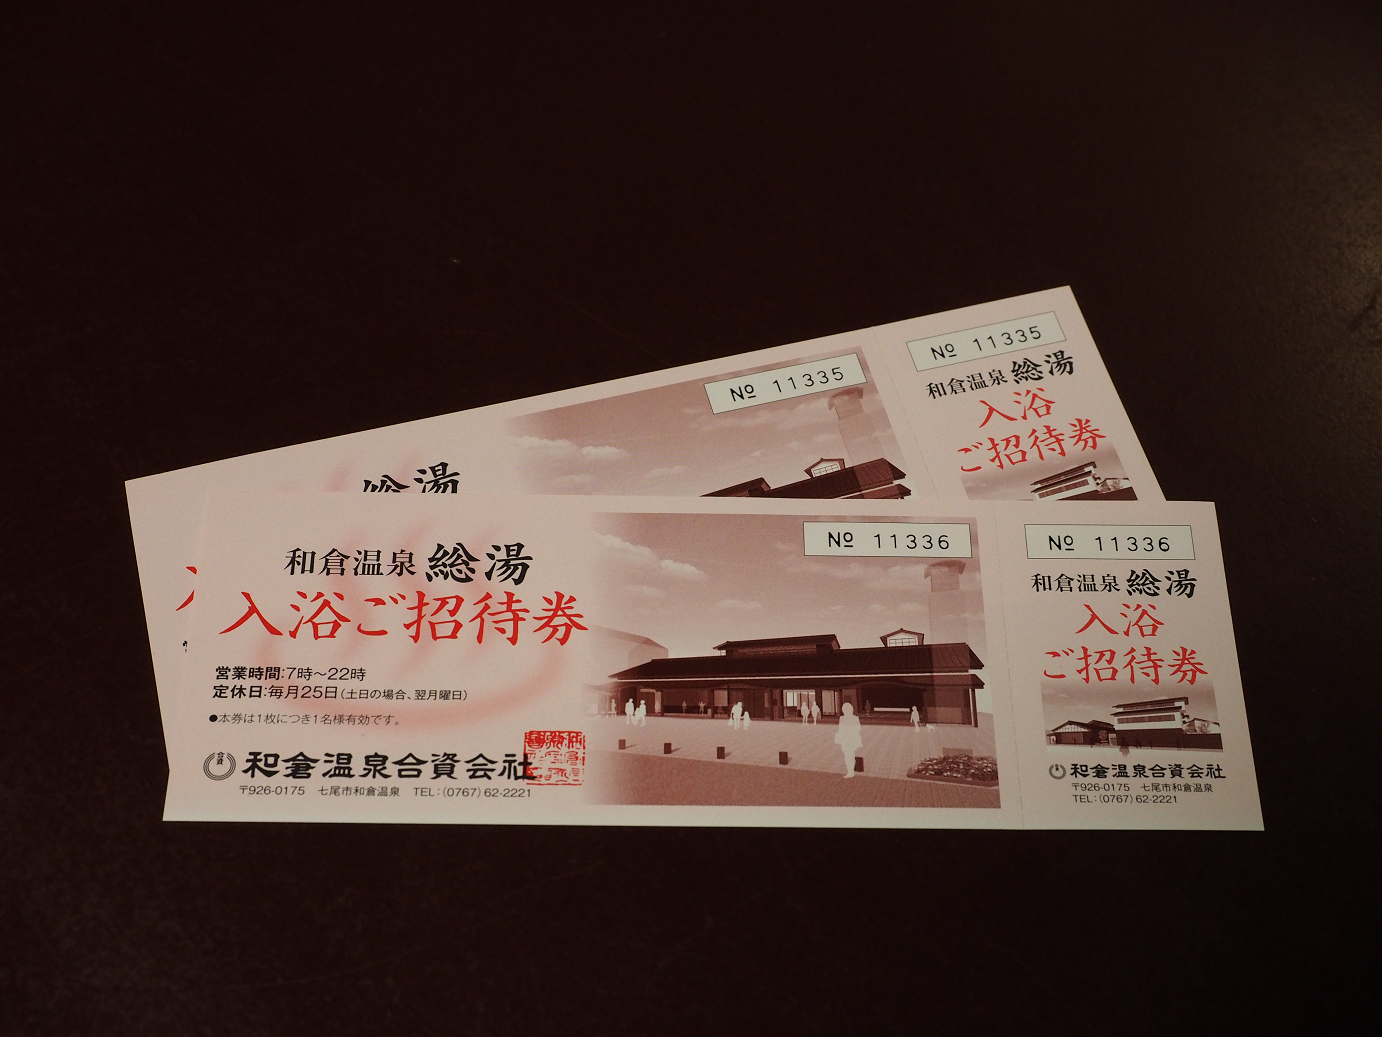 № 11335
№ 11335
和倉温泉 総湯
入浴
ご招待券
総湯
№ 11336
和倉温泉 総湯
入浴ご招待券
営業時間:7時〜22時
定休日:毎月25日(土日の場合、翌月曜日)
●本券は1枚につき1名様有効です。
合資
和倉温泉合資会社
〒926-0175 七尾市和倉温泉 TEL:(0767)62-2221
№ 11336
和倉温泉 総湯
入浴
ご招待券
和倉温泉合資会社
〒926-0175 七尾市和倉温泉
TEL:(0767)62-2221